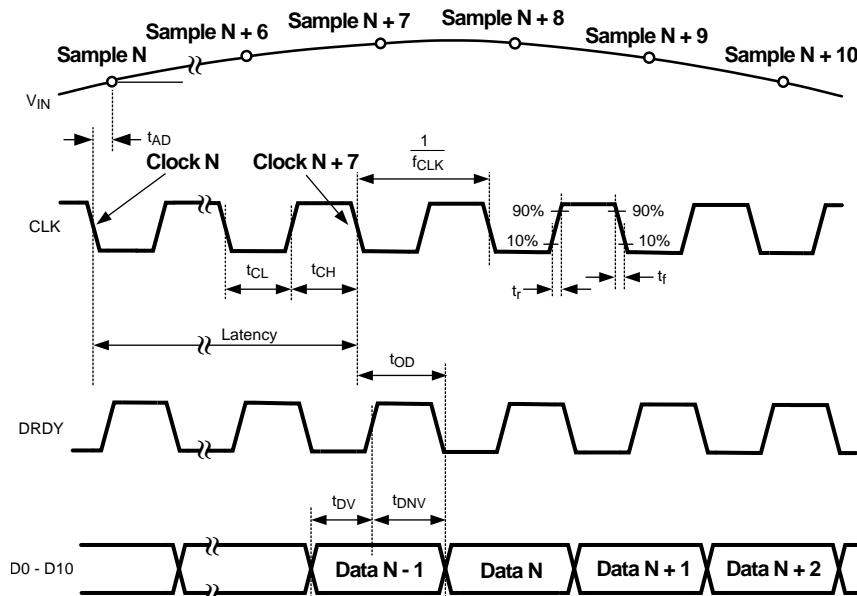 Sample N
Sample N + 6
Sample N + 7
Sample N + 8
Sample N + 9
Sample N + 10
VIN
tAD
Clock N
Clock N + 7
1
fCLK
CLK
90%
90%
10%
10%
tCL
tCH
tr
tf
Latency
tOD
DRDY
tDV
tDNV
D0 - D10
Data N - 1
Data N
Data N + 1
Data N + 2